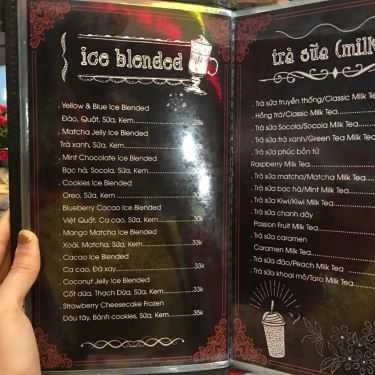 ice blended
. Yellow & Blue Ice Blended
Đào, Quất, Sữa, Kem
. Matcha Jelly Ice Blended
Trà xanh, Sữa, Kem
. Mint Chocolate Ice Blended
Bạc hà, Socola, Sữa, Kem
. Cookies Ice Blended
Oreo, Sữa, Kem
Blueberry Cacao Ice Blended
Việt Quất, Ca cao, Sữa, Kem 33k
. Mango Matcha Ice Blended
Xoài, Matcha, Sữa, Kem 33k
. Cacao Ice Blended
Ca cao, Đá xay 33k
. Coconut Jelly Ice Blended
Cốt dừa, Thạch Dừa, Sữa, Kem 33k
. Strawberry Cheesecake Frozen
Dâu tây, Bánh cookies, Sữa, Kem 33k
trà sữa (milk
. Trà sữa truyền thống/Classic Milk
. Hồng trà/Classic Milk Tea
. Trà sữa Socola/Socola Milk Tea
. Trà sữa trà xanh/Green Tea Milk
. Trà sữa phúc bồn tử
Raspberry Milk Tea
. Trà sữa matcha/Matcha Milk Tea
. Trà sữa bạc hà/Mint Milk Tea
. Trà sữa Kiwi/Kiwi Milk Tea
. Trà sữa chanh dây
Passion Fruit Milk Tea
. Trà sữa caramen
Caramen Milk Tea
. Trà sữa đào/Peach Milk Tea
. Trà sữa khoai mô/Taro Milk Tea